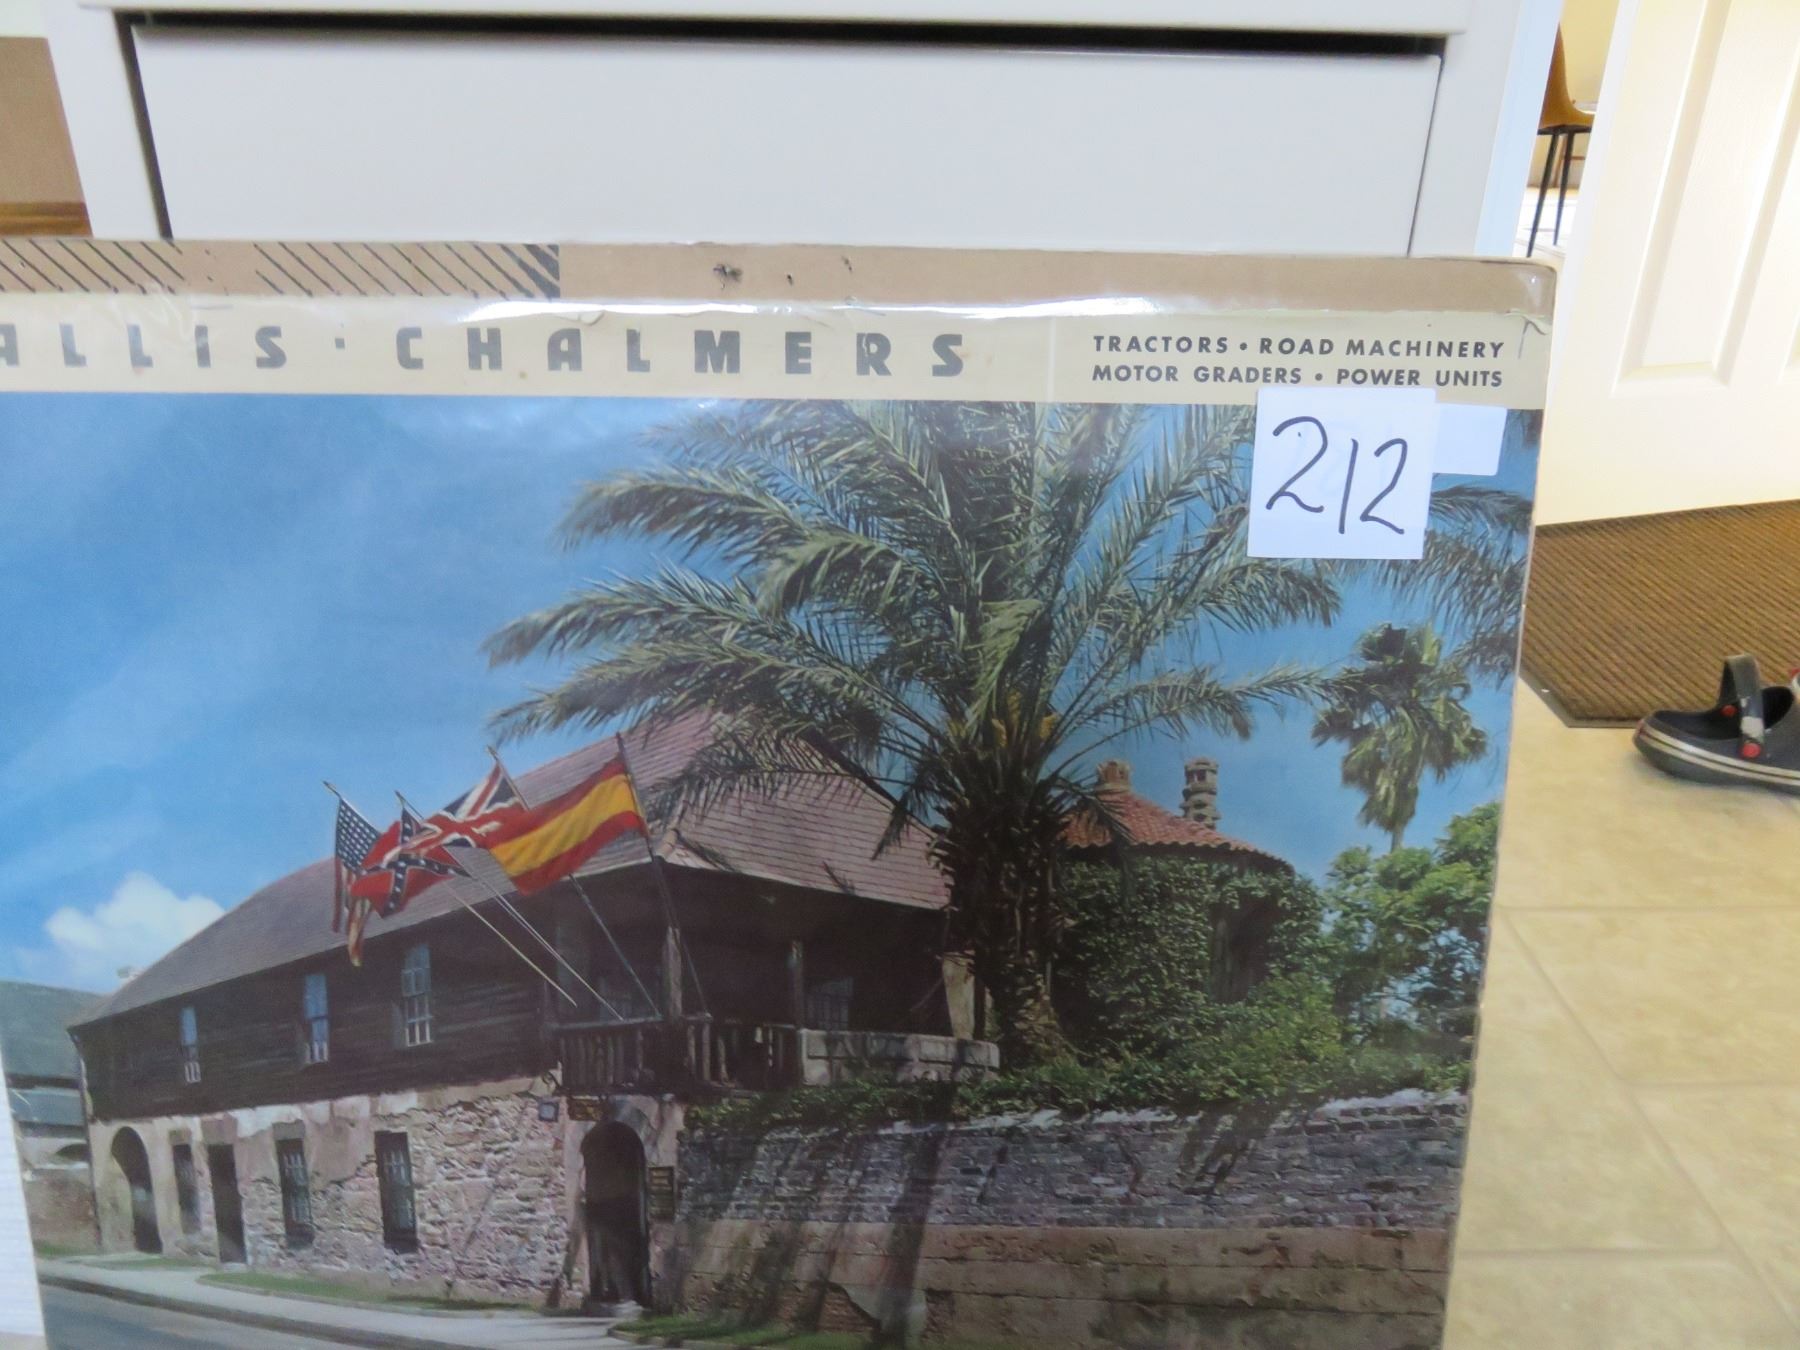 ALLIS · CHALMERS
TRACTORS • ROAD MACHINERY
MOTOR GRADERS • POWER UNITS
212